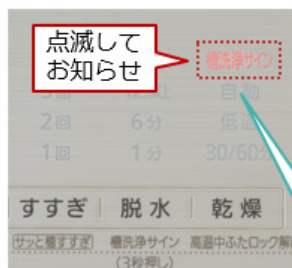 点滅して
お知らせ
槽洗浄サイン
自動
2回 6分 低温
1回 1分 30/60分
すすぎ 脱水 乾燥
サッと槽すすぎ 槽洗浄サイン 高温中ふたロック解
(3秒押し)